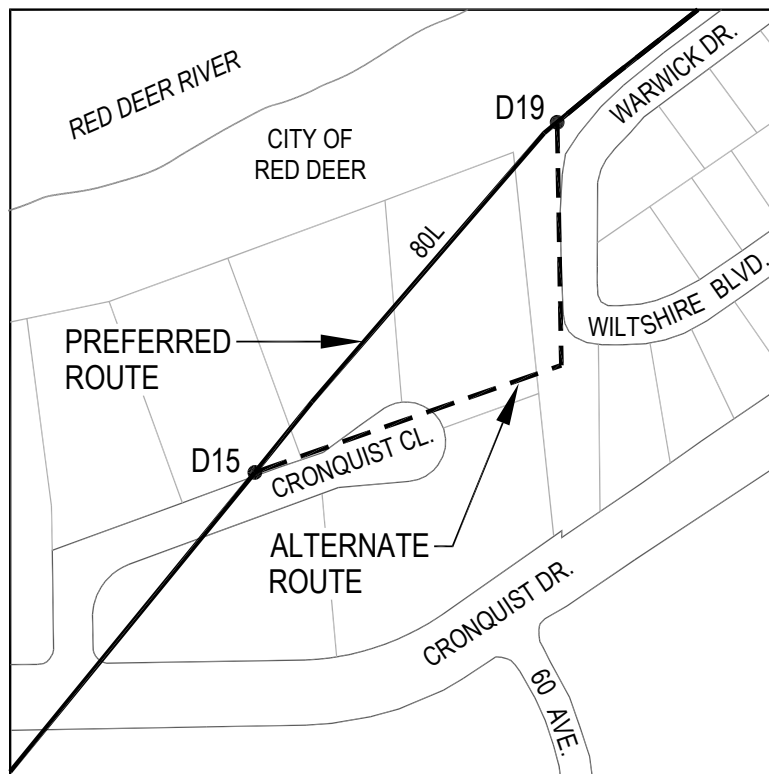 RED DEER RIVER
WARWICK DR.
D19
CITY OF
RED DEER
80L
WILTSHIRE BLVD.
PREFERRED
ROUTE
D15
CRONQUIST CL.
ALTERNATE
ROUTE
CRONQUIST DR.
60 AVE.